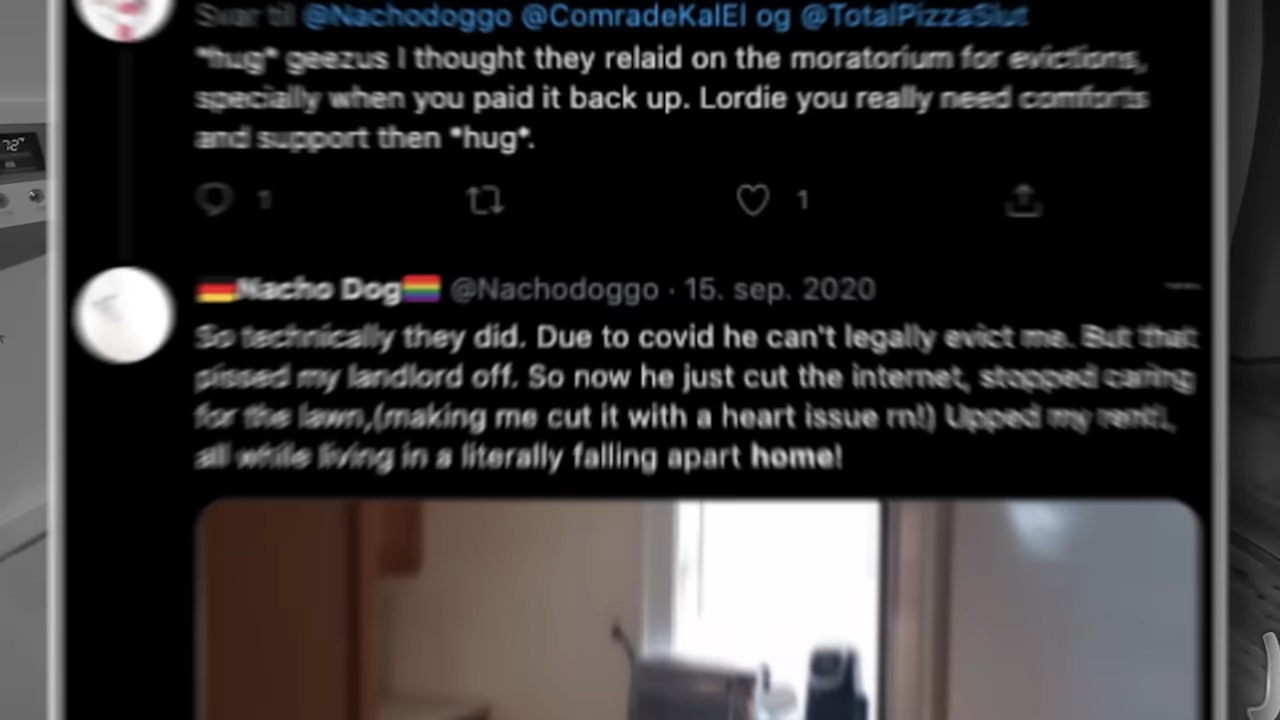 Svar til @Nachodoggo @ComradeKalEl og @TotalPizzaSlut
*hug* geezus I thought they relaid on the moratorium for evictions,
specially when you paid it back up. Lordie you really need comforts
and support then *hug*.
1 1
Nacho Dog @Nachodoggo · 15. sep. 2020
So technically they did. Due to covid he can't legally evict me. But that
pissed my landlord off. So now he just cut the internet, stopped caring
for the lawn,(making me cut it with a heart issue rn!) Upped my rent!,
all while living in a literally falling apart home!
72°